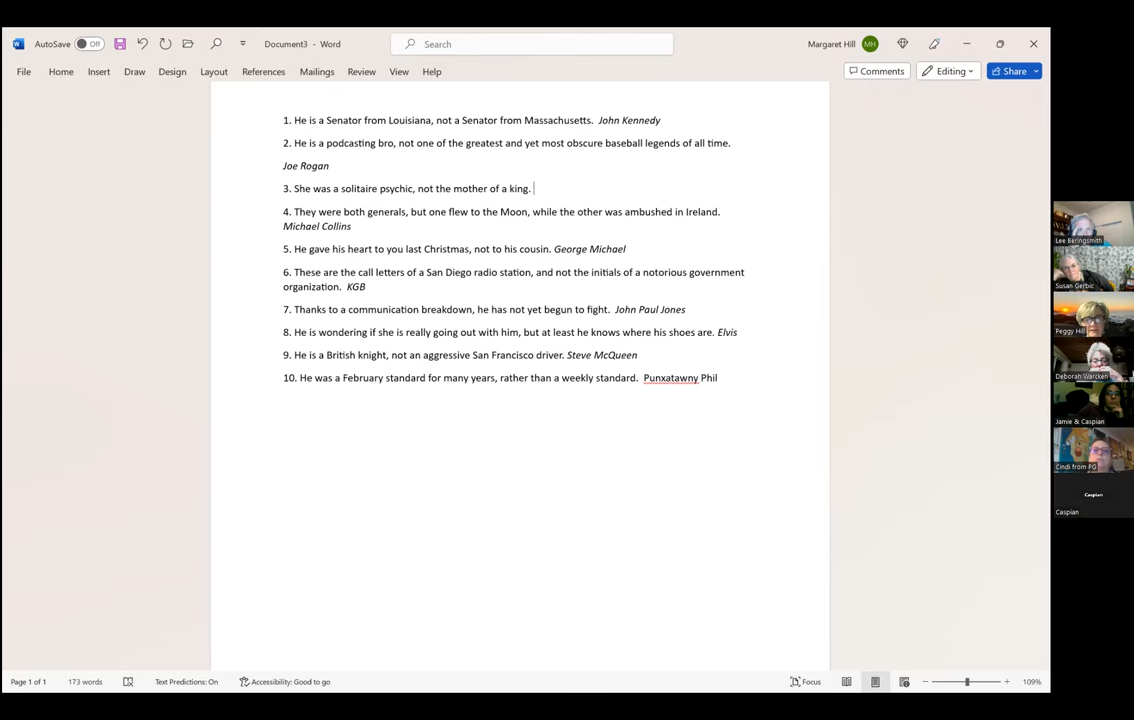 AutoSave Off Document3 - Word Search Margaret Hill MH
File Home Insert Draw Design Layout References Mailings Review View Help Comments Editing Share
1. He is a Senator from Louisiana, not a Senator from Massachusetts. John Kennedy
2. He is a podcasting bro, not one of the greatest and yet most obscure baseball legends of all time.
Joe Rogan
3. She was a solitaire psychic, not the mother of a king.
4. They were both generals, but one flew to the Moon, while the other was ambushed in Ireland.
Michael Collins
5. He gave his heart to you last Christmas, not to his cousin. George Michael
6. These are the call letters of a San Diego radio station, and not the initials of a notorious government
organization. KGB
7. Thanks to a communication breakdown, he has not yet begun to fight. John Paul Jones
8. He is wondering if she is really going out with him, but at least he knows where his shoes are. Elvis
9. He is a British knight, not an aggressive San Francisco driver. Steve McQueen
10. He was a February standard for many years, rather than a weekly standard. Punxatawny Phil
Lee Beringsmith
Susan Gerbic
Peggy Hill
Deborah Warcken
Jamie & Caspian
Cindi from PG
Caspian
Caspian
Page 1 of 1 173 words Text Predictions: On Accessibility: Good to go Focus 109%